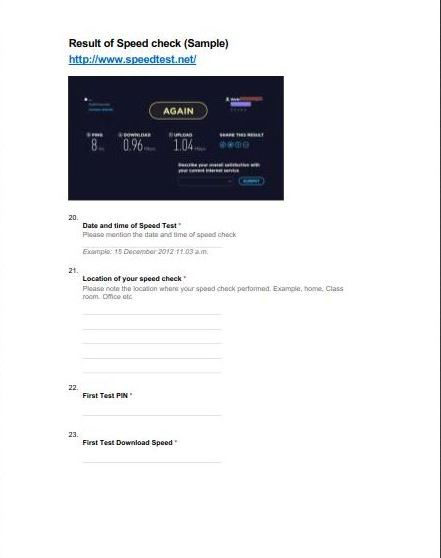 Result of Speed check (Sample)
http://www.speedtest.net/
AGAIN
PING
DOWNLOAD
UPLOAD
SHARE THIS RESULT
8
0.96
1.04
Describe your overall satisfaction with
your current internet service
SUBMIT
20.
Date and time of Speed Test *
Please mention the date and time of speed check
Example: 15 December 2012 11.03 a.m.
21.
Location of your speed check *
Please note the location where your speed check performed. Example, home, Class
room. Office etc
22.
First Test PIN *
23.
First Test Download Speed *